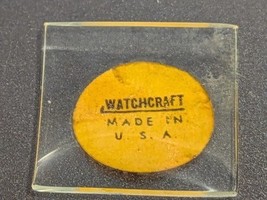 WATCHCRAFT
MADE IN
U. S. A.